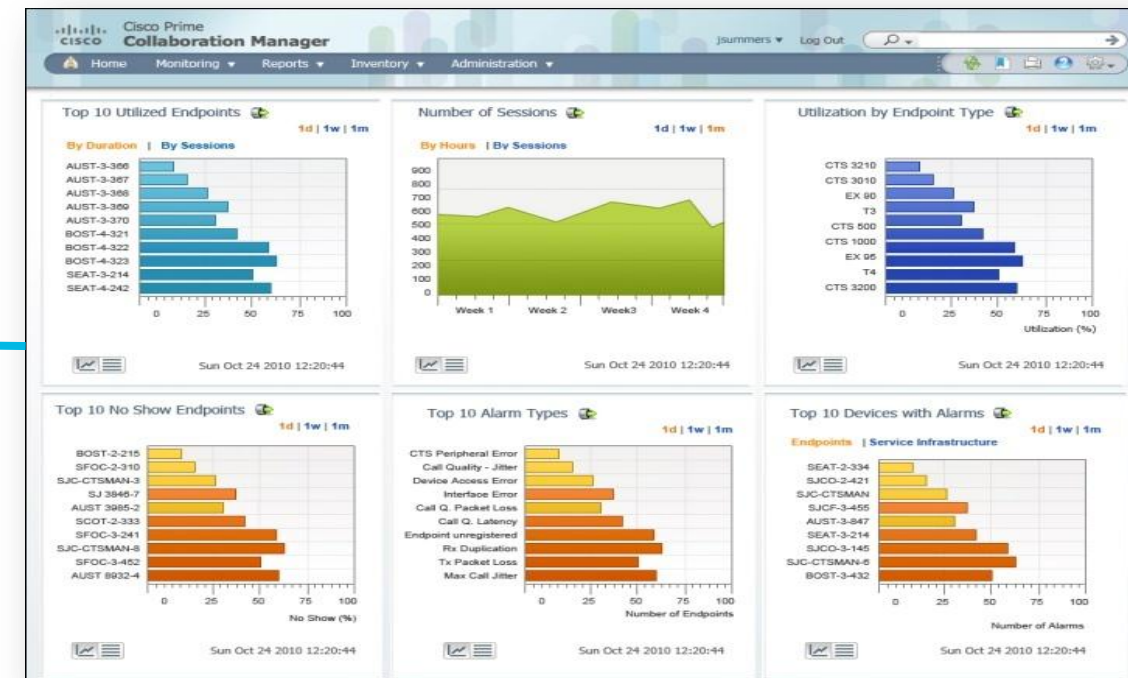 Cisco Prime
CISCO Collaboration Manager
jsummers Log Out
Home Monitoring Reports Inventory Administration
Top 10 Utilized Endpoints
1d | 1w | 1m
By Duration | By Sessions
AUST-3-366
AUST-3-367
AUST-3-368
AUST-3-369
AUST-3-370
BOST-4-321
BOST-4-322
BOST-4-323
SEAT-3-214
SEAT-4-242
0 25 50 75 100
Sun Oct 24 2010 12:20:44
Number of Sessions
1d | 1w | 1m
By Hours | By Sessions
900
800
700
600
500
400
300
200
100
0
Week 1 Week 2 Week3 Week 4
Sun Oct 24 2010 12:20:44
Utilization by Endpoint Type
1d | 1w | 1m
CTS 3210
CTS 3010
EX 90
T3
CTS 500
CTS 1000
EX 95
T4
CTS 3200
0 25 50 75 100
Utilization (%)
Sun Oct 24 2010 12:20:44
Top 10 No Show Endpoints
1d | 1w | 1m
BOST-2-215
SFOC-2-310
SJC-CTSMAN-3
SJ 3846-7
AUST 3985-2
SCOT-2-333
SFOC-3-241
SJC-CTSMAN-8
SFOC-3-452
AUST 8932-4
0 25 50 75 100
No Show (%)
Sun Oct 24 2010 12:20:44
Top 10 Alarm Types
1d | 1w | 1m
CTS Peripheral Error
Call Quality - Jitter
Device Access Error
Interface Error
Call Q. Packet Loss
Call Q. Latency
Endpoint unregistered
Rx Duplication
Tx Packet Loss
Max Call Jitter
0 25 50 75 100
Number of Endpoints
Sun Oct 24 2010 12:20:44
Top 10 Devices with Alarms
1d | 1w | 1m
Endpoints | Service Infrastructure
SEAT-2-334
SJCO-2-421
SJC-CTSMAN
SJCF-3-455
AUST-3-847
SEAT-3-214
SJCO-3-145
SJC-CTSMAN-6
BOST-3-432
0 25 50 75 100
Number of Alarms
Sun Oct 24 2010 12:20:44